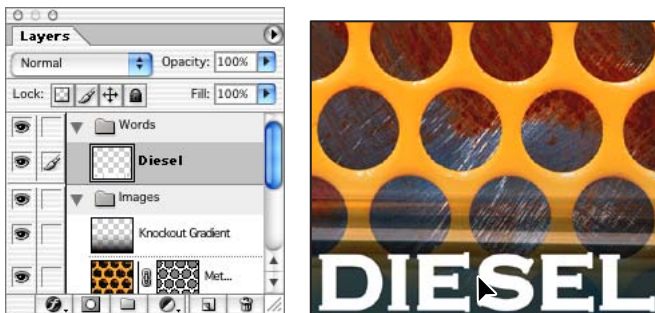 Layers
Normal
Opacity: 100%
Lock:
Fill: 100%
Words
Diesel
Images
Knockout Gradient
Met...
DIESEL